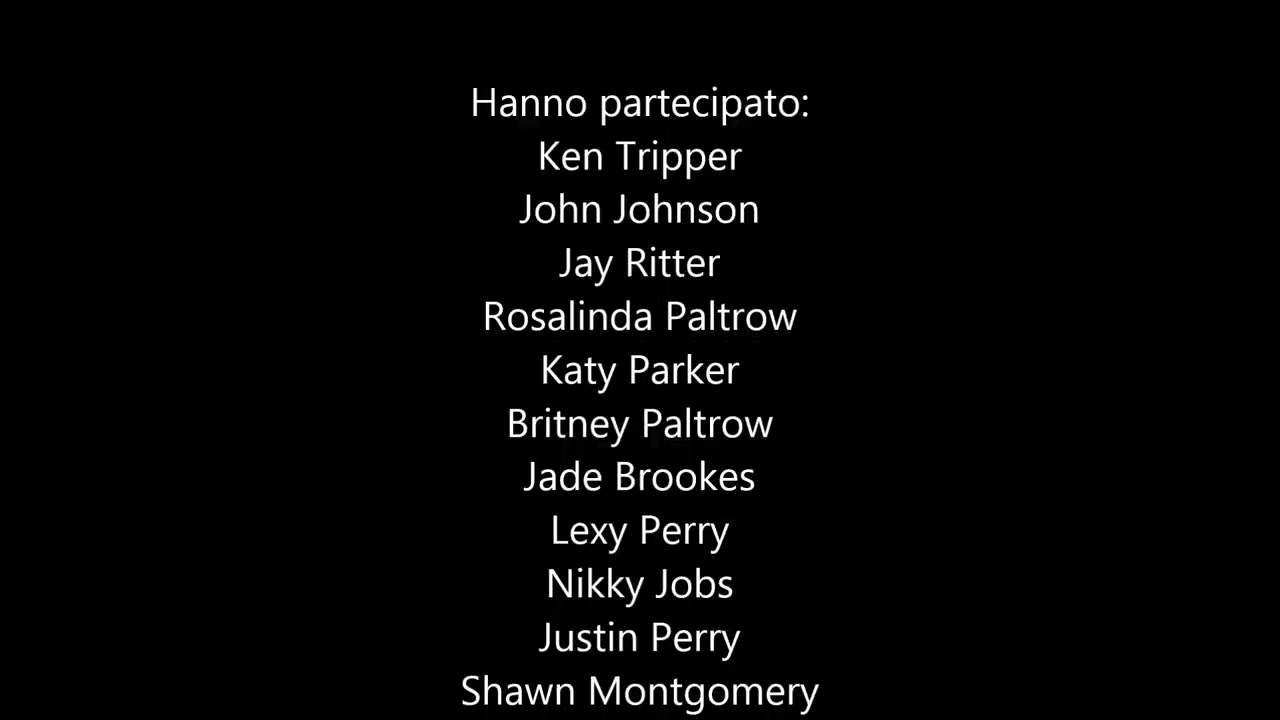 Hanno partecipato:
Ken Tripper
John Johnson
Jay Ritter
Rosalinda Paltrow
Katy Parker
Britney Paltrow
Jade Brookes
Lexy Perry
Nikky Jobs
Justin Perry
Shawn Montgomery